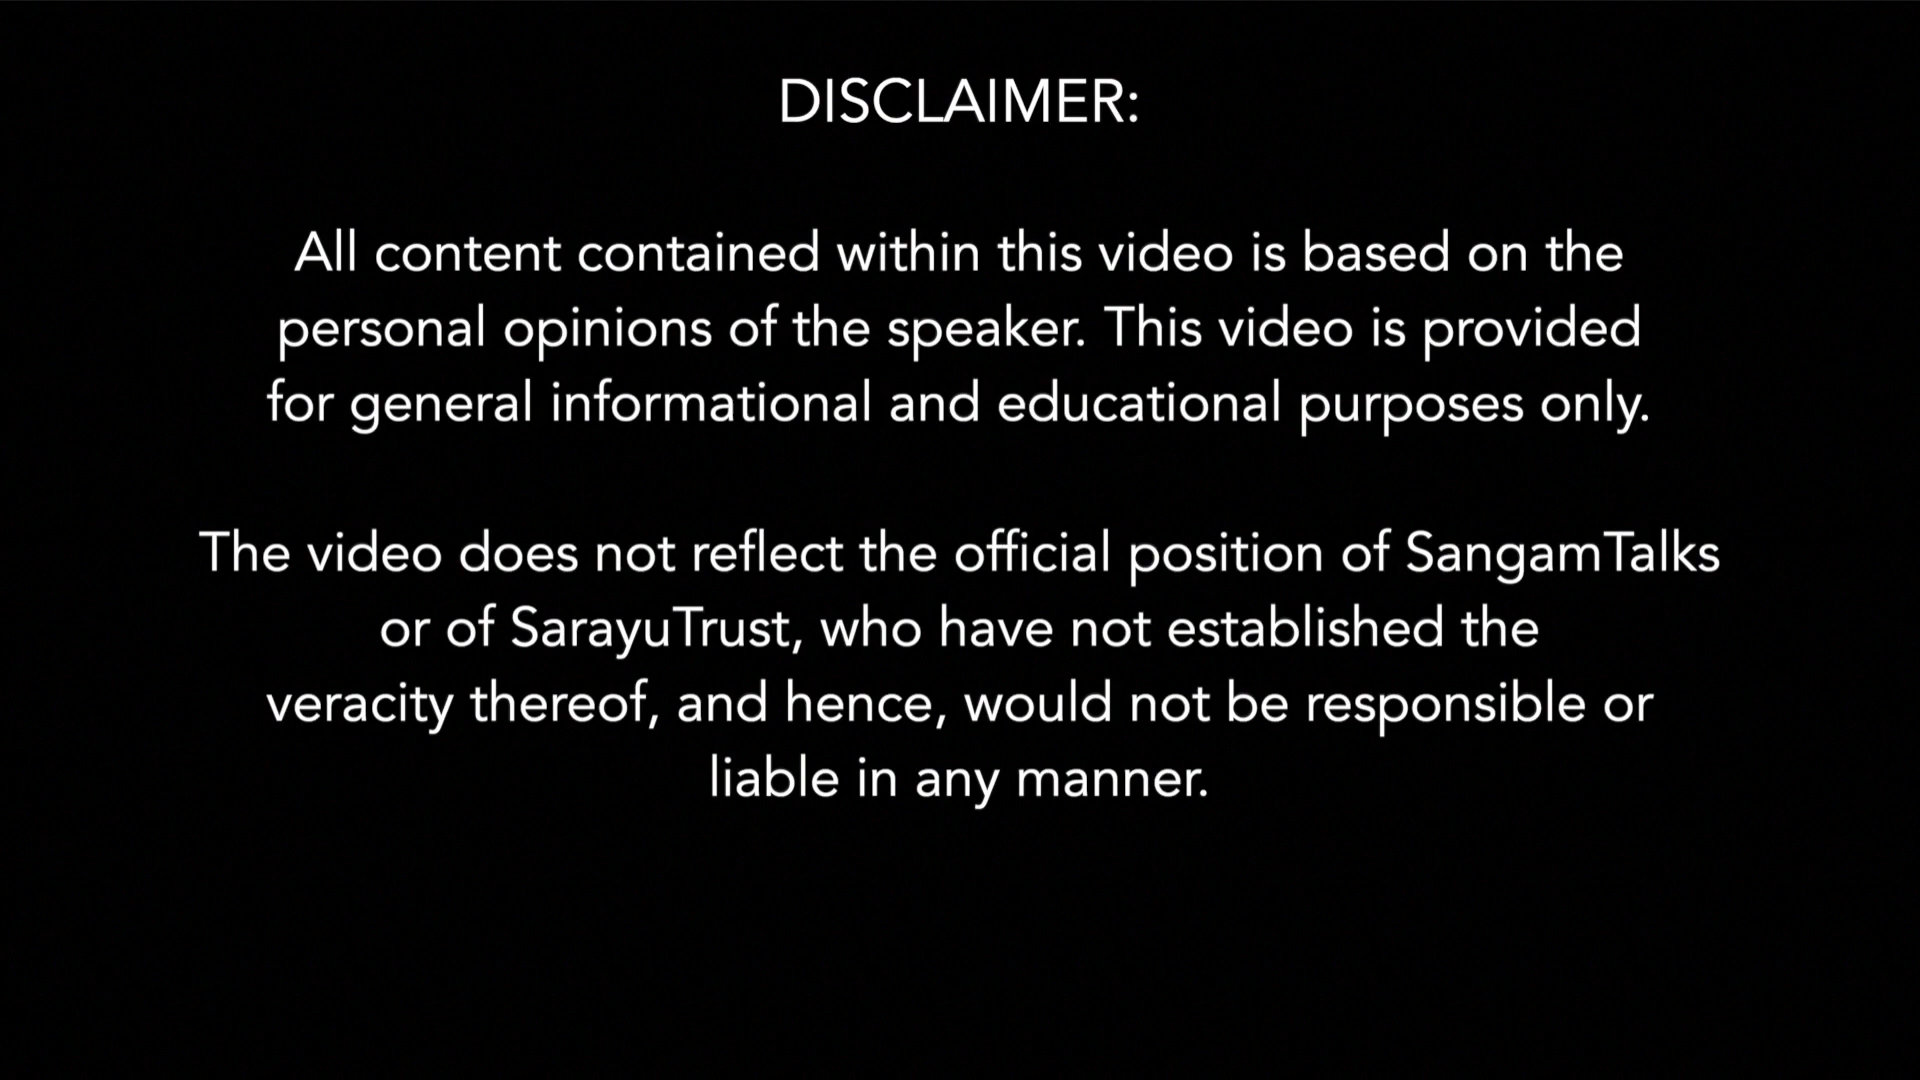 DISCLAIMER:
All content contained within this video is based on the
personal opinions of the speaker. This video is provided
for general informational and educational purposes only.
The video does not reflect the official position of SangamTalks
or of SarayuTrust, who have not established the
veracity thereof, and hence, would not be responsible or
liable in any manner.